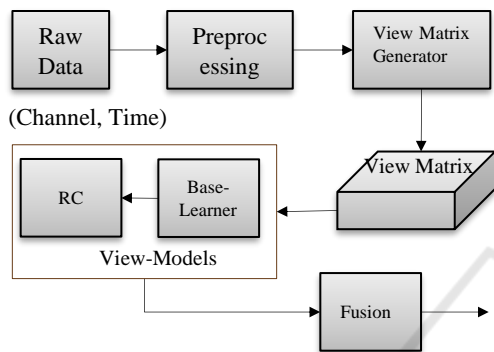 Raw
Data
Preproc
essing
View Matrix
Generator
(Channel, Time)
View Matrix
RC
Base-
Learner
View-Models
Fusion